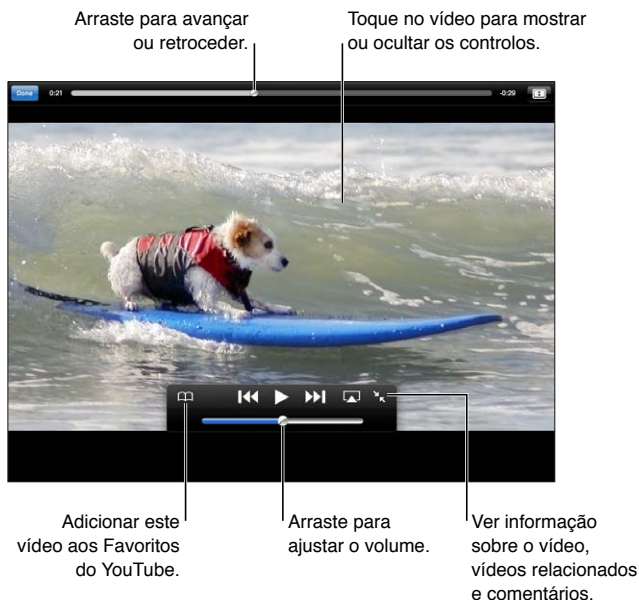 Arraste para avançar
ou retroceder.
Toque no vídeo para mostrar
ou ocultar os controlos.
Done 0:21 -0:29
Adicionar este
vídeo aos Favoritos
do YouTube.
Arraste para
ajustar o volume.
Ver informação
sobre o vídeo,
vídeos relacionados
e comentários.